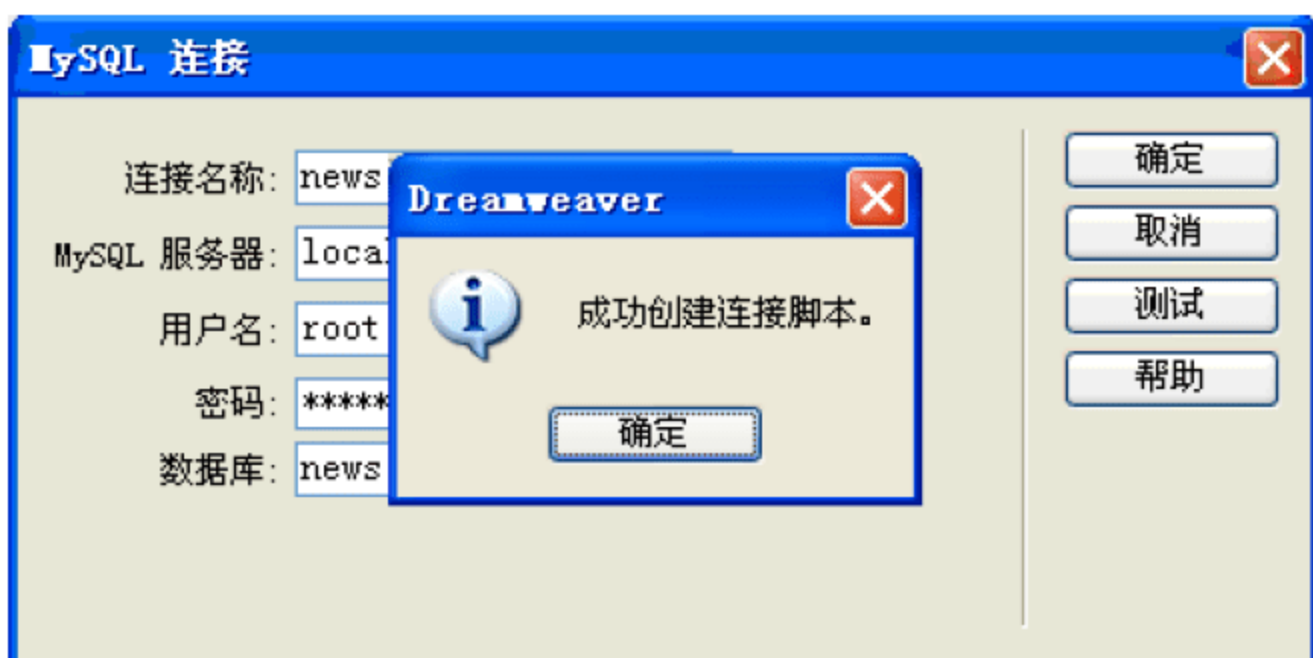 MySQL 连接
连接名称: news
MySQL 服务器: local
用户名: root
密码: *****
数据库: news
Dreamweaver
成功创建连接脚本。
确定
确定
取消
测试
帮助